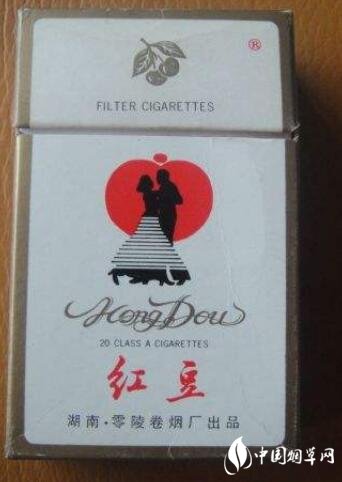 ®
FILTER CIGARETTES
Hong Dou
20 CLASS A CIGARETTES
红豆
湖南·零陵卷烟厂出品
中国烟草网